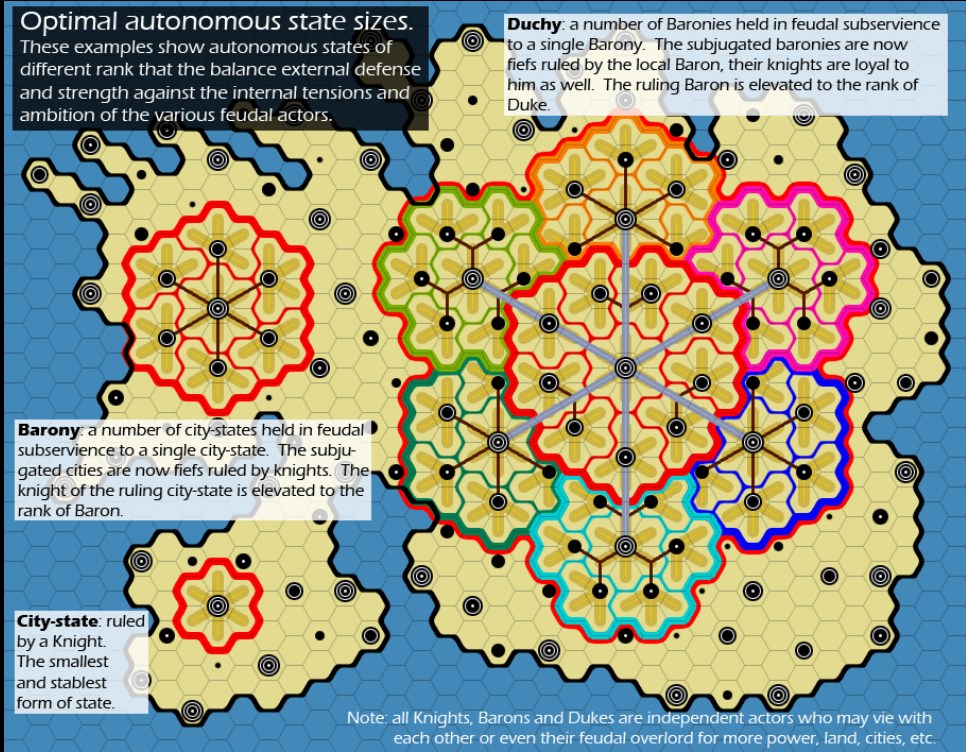 Optimal autonomous state sizes.
These examples show autonomous states of
different rank that the balance external defense
and strength against the internal tensions and
ambition of the various feudal actors.
Duchy: a number of Baronies held in feudal subservience
to a single Barony. The subjugated baronies are now
fiefs ruled by the local Baron, their knights are loyal to
him as well. The ruling Baron is elevated to the rank of
Duke.
Barony: a number of city-states held in feudal
subservience to a single city-state. The subju-
gated cities are now fiefs ruled by knights. The
knight of the ruling city-state is elevated to the
rank of Baron.
City-state: ruled
by a Knight.
The smallest
and stablest
form of state.
Note: all Knights, Barons and Dukes are independent actors who may vie with
each other or even their feudal overlord for more power, land, cities, etc.